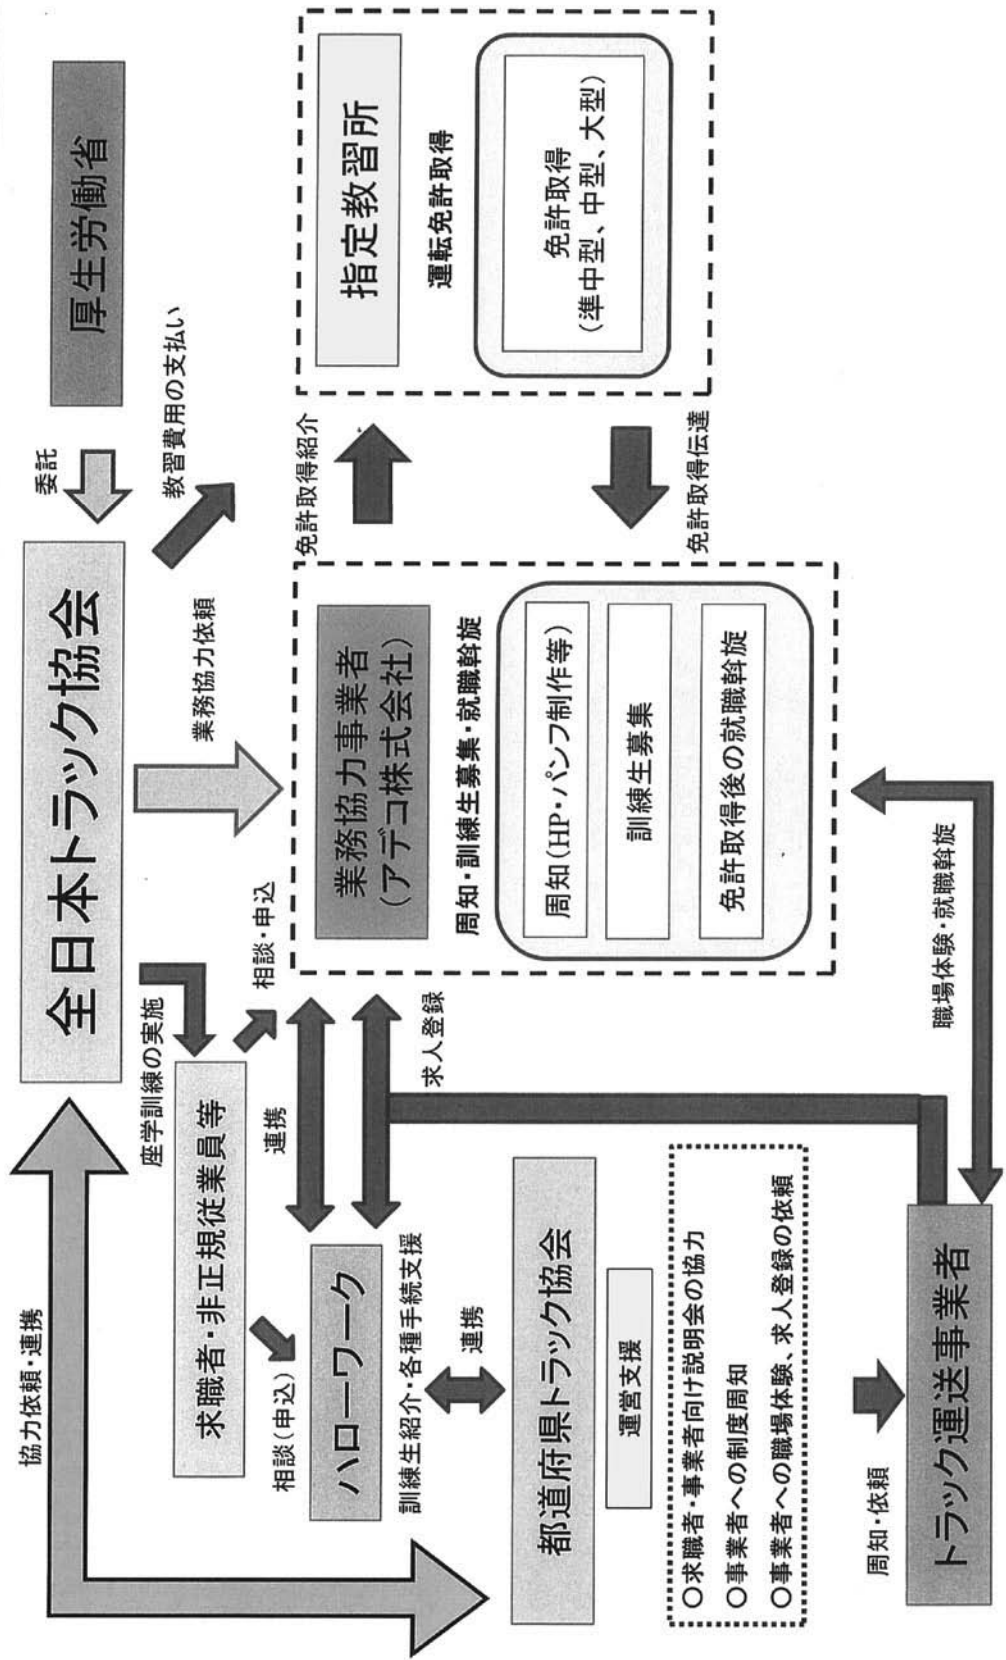 厚生労働省
委託
全日本トラック協会
協力依頼・連携
教習費用の支払い
業務協力依頼
座学訓練の実施
求職者・非正規従業員等
相談・申込
相談(申込)
連携
ハローワーク
訓練生紹介・各種手続支援
求人登録
業務協力事業者
(アデコ株式会社)
周知・訓練生募集・就職斡旋
周知(HP・パンフ制作等)
訓練生募集
免許取得後の就職斡旋
免許取得紹介
免許取得伝達
指定教習所
運転免許取得
免許取得
(準中型、中型、大型)
連携
都道府県トラック協会
運営支援
○求職者・事業者向け説明会の協力
○事業者への制度周知
○事業者への職場体験、求人登録の依頼
周知・依頼
トラック運送事業者
職場体験・就職斡旋